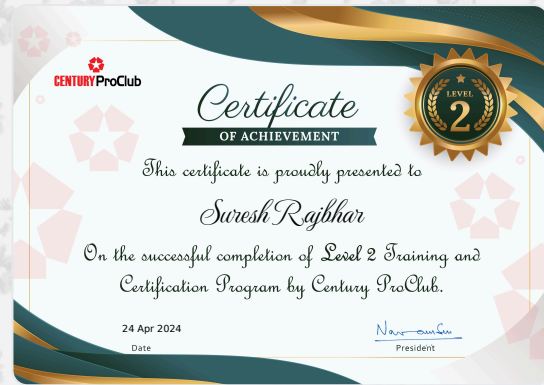 CENTURY ProClub
Certificate
OF ACHIEVEMENT
LEVEL
2
This certificate is proudly presented to
Suresh Rajbhar
On the successful completion of Level 2 Training and
Certification Program by Century ProClub.
24 Apr 2024
Date
President